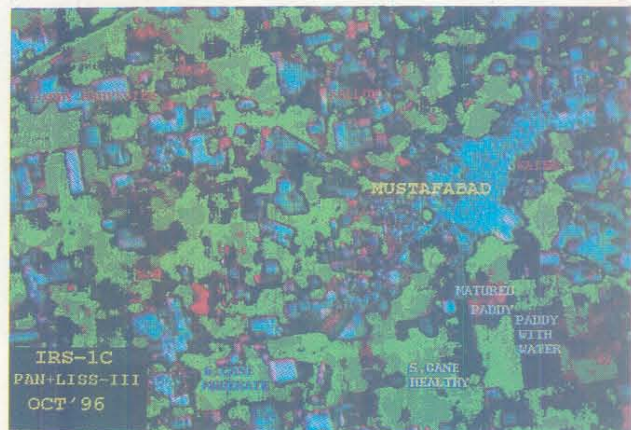 MUSTAFABAD
MATURED
PADDY
PADDY
WITH
WATER
S.CANE
HEALTHY
S.CANE
MODERATE
IRS-1C
PAN+LISS-III
OCT'96